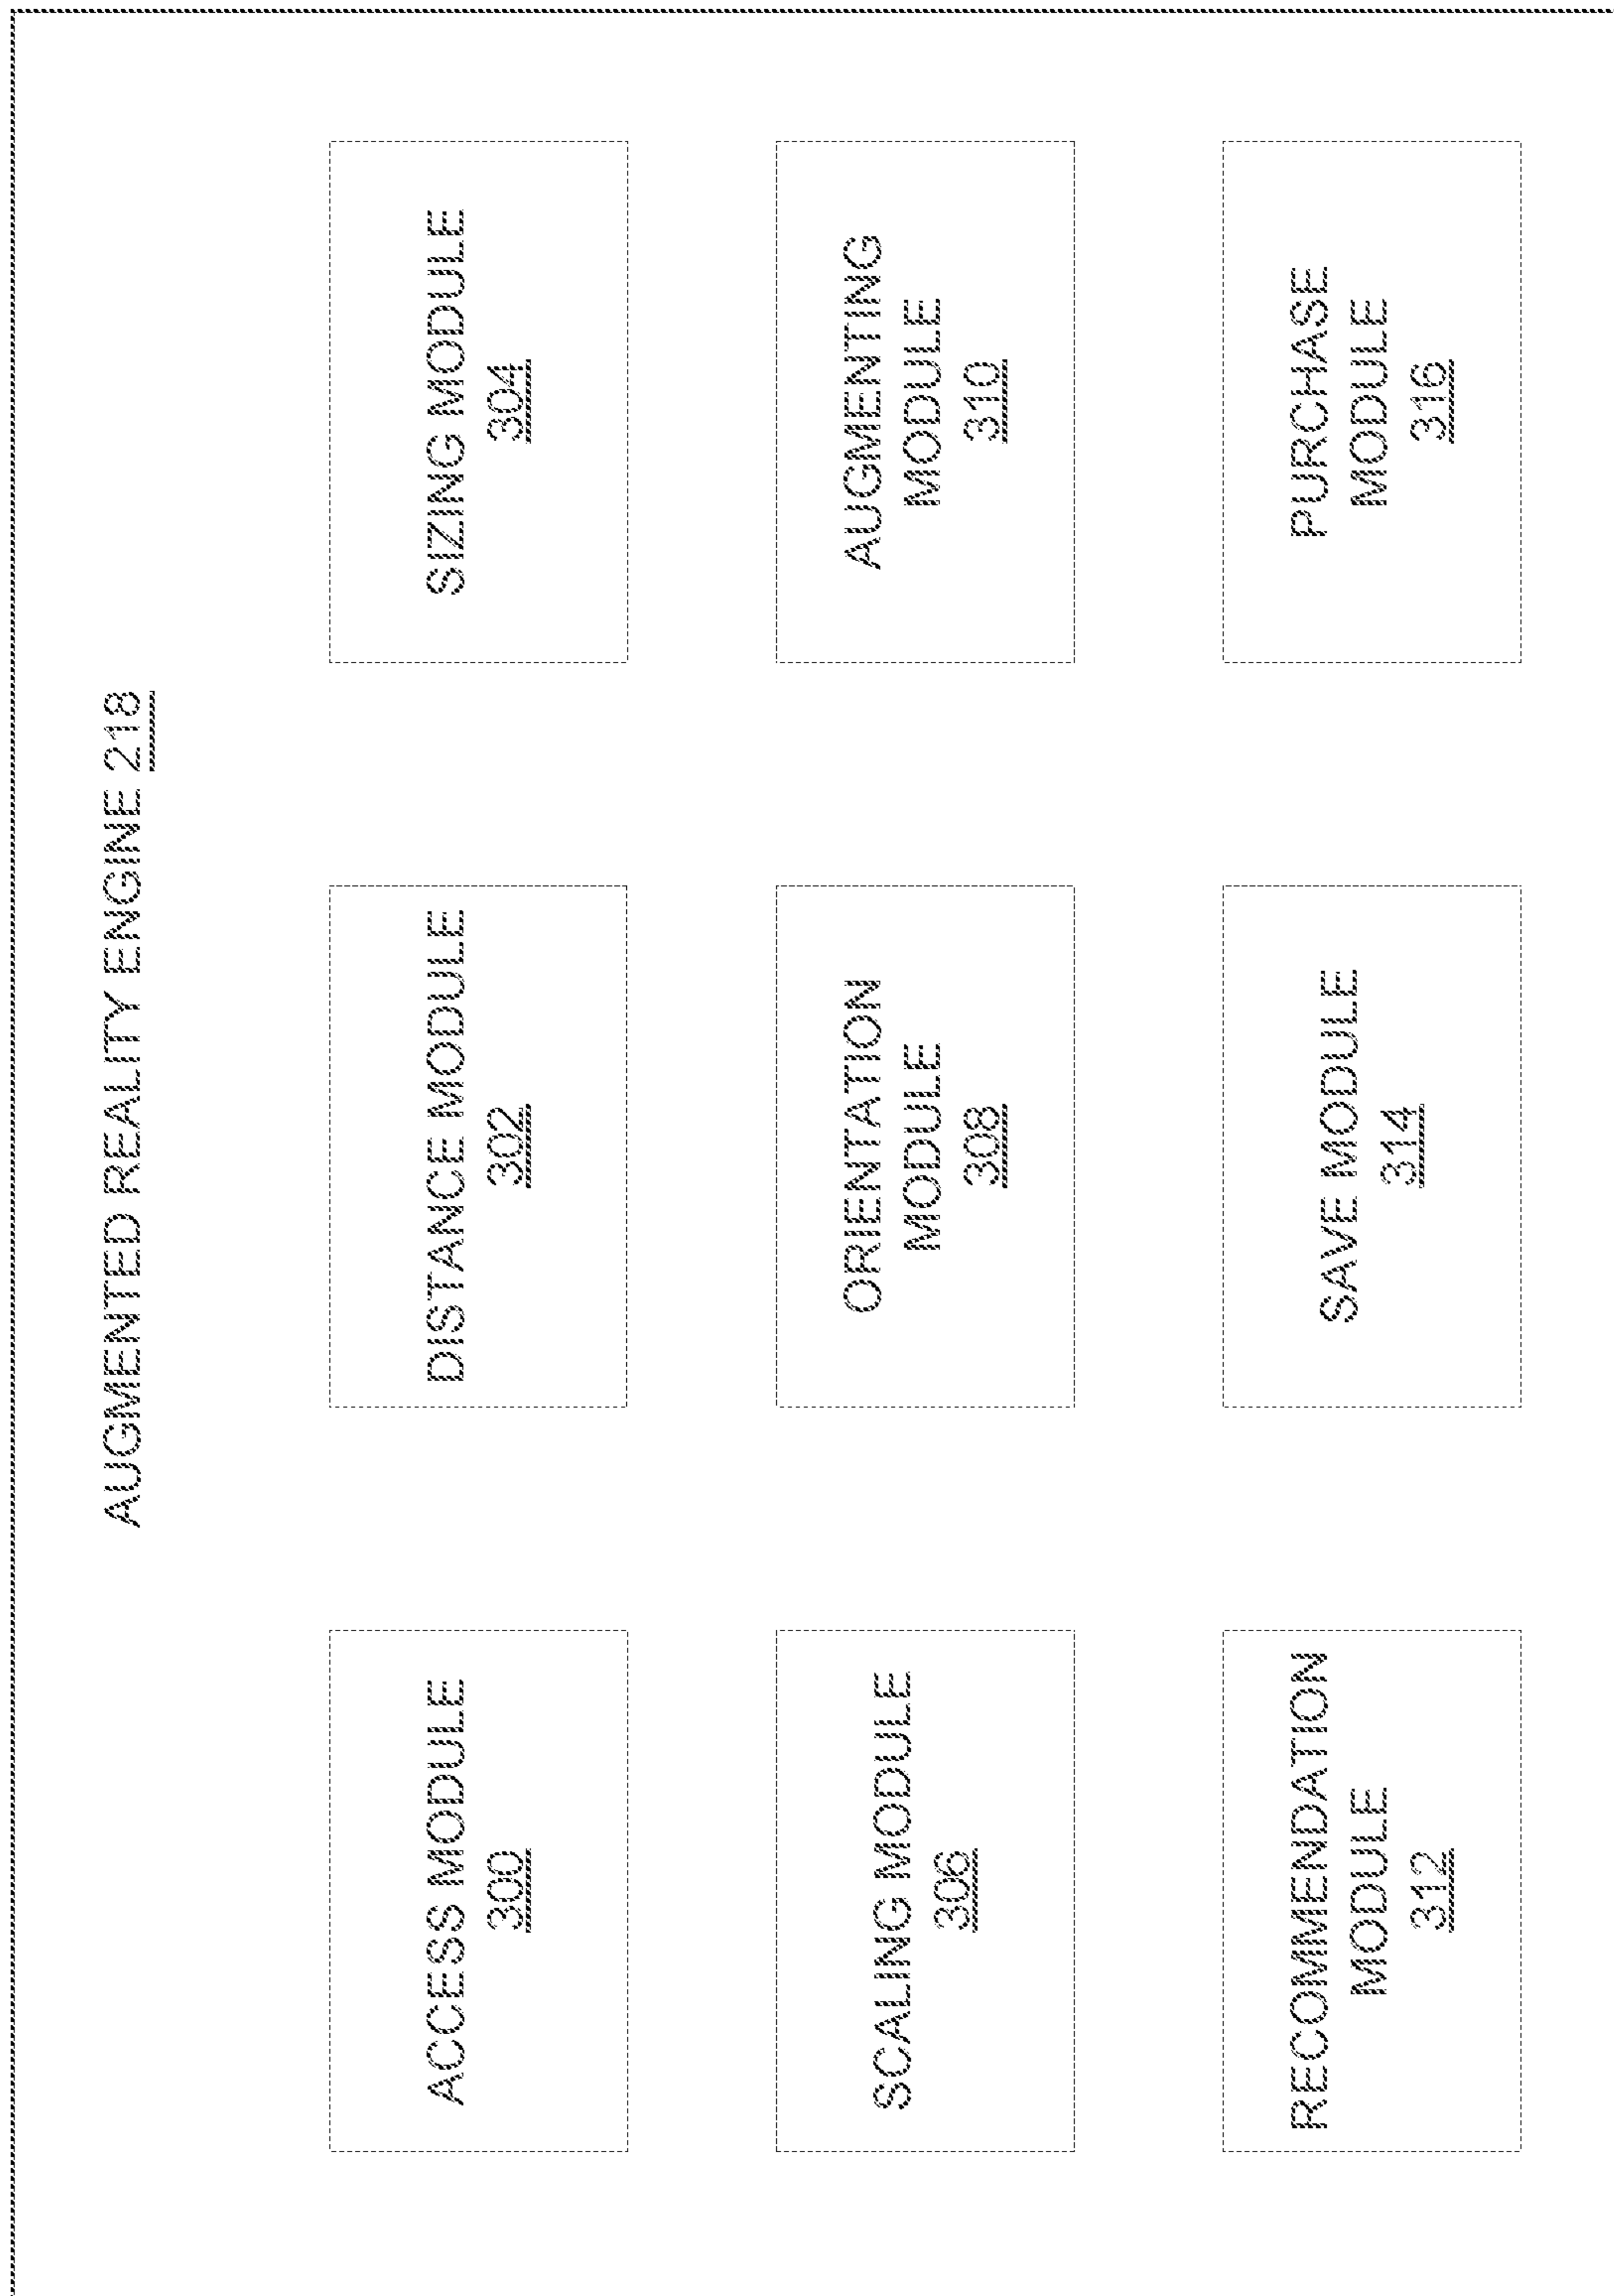 AUGMENTED REALITY ENGINE 218
ACCESS MODULE
300
DISTANCE MODULE
302
SIZING MODULE
304
SCALING MODULE
306
ORIENTATION
MODULE
308
AUGMENTING
MODULE
310
RECOMMENDATION
MODULE
312
SAVE MODULE
314
PURCHASE
MODULE
316